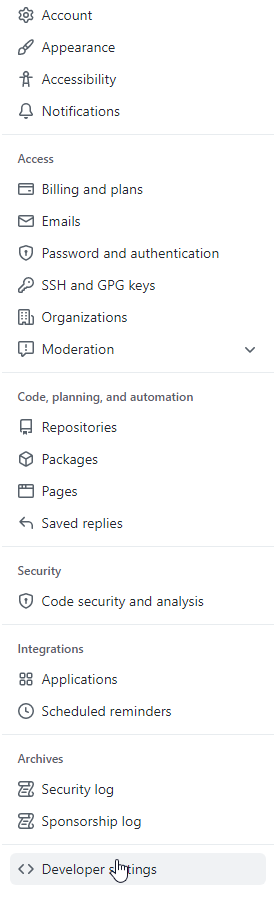 Account
Appearance
Accessibility
Notifications
Access
Billing and plans
Emails
Password and authentication
SSH and GPG keys
Organizations
Moderation
Code, planning, and automation
Repositories
Packages
Pages
Saved replies
Security
Code security and analysis
Integrations
Applications
Scheduled reminders
Archives
Security log
Sponsorship log
Developer settings